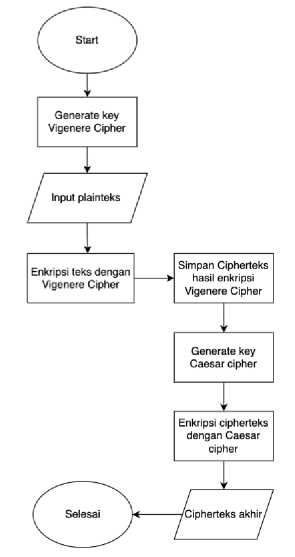 Start
Generate key
Vigenere Cipher
Input plainteks
Enkripsi teks dengan
Vigenere Cipher
Simpan Cipherteks
hasil enkripsi
Vigenere Cipher
Generate key
Caesar cipher
Enkripsi cipherteks
dengan Caesar
cipher
Cipherteks akhir
Selesai